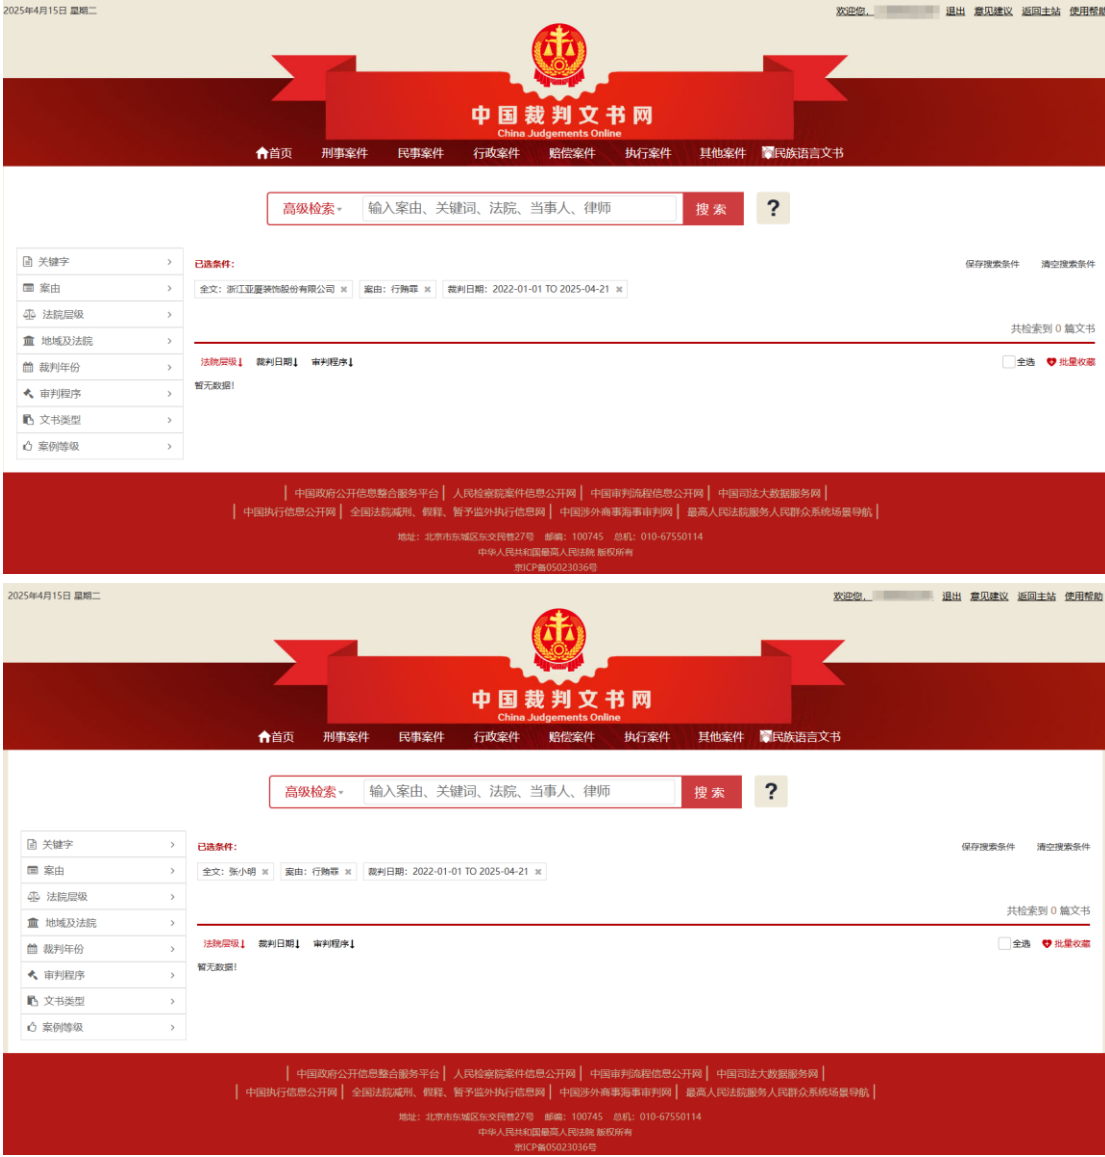 2025年4月15日 星期二
欢迎您，
退出 意见建议 返回主站 使用帮助
中国裁判文书网
China Judgements Online
首页 刑事案件 民事案件 行政案件 赔偿案件 执行案件 其他案件 民族语言文书
高级检索 输入案由、关键词、法院、当事人、律师 搜索 ?
关键字
案由
法院层级
地域及法院
裁判年份
审判程序
文书类型
案例等级
已选条件：
保存搜索条件 清空搜索条件
全文：浙江亚厦装饰股份有限公司 × 案由：行贿罪 × 裁判日期：2022-01-01 TO 2025-04-21 ×
共检索到 0 篇文书
法院层级↓ 裁判日期↓ 审判程序↓
全选 批量收藏
暂无数据!
中国政府公开信息整合服务平台 | 人民检察院案件信息公开网 | 中国审判流程信息公开网 | 中国司法大数据服务网 |
中国执行信息公开网 | 全国法院减刑、假释、暂予监外执行信息网 | 中国涉外商事海事审判网 | 最高人民法院服务人民群众系统场景导航 |
地址：北京市东城区东交民巷27号 邮编：100745 总机：010-67550114
中华人民共和国最高人民法院 版权所有
京ICP备05023036号
2025年4月15日 星期二
欢迎您，
退出 意见建议 返回主站 使用帮助
中国裁判文书网
China Judgements Online
首页 刑事案件 民事案件 行政案件 赔偿案件 执行案件 其他案件 民族语言文书
高级检索 输入案由、关键词、法院、当事人、律师 搜索 ?
关键字
案由
法院层级
地域及法院
裁判年份
审判程序
文书类型
案例等级
已选条件：
保存搜索条件 清空搜索条件
全文：张小明 × 案由：行贿罪 × 裁判日期：2022-01-01 TO 2025-04-21 ×
共检索到 0 篇文书
法院层级↓ 裁判日期↓ 审判程序↓
全选 批量收藏
暂无数据!
中国政府公开信息整合服务平台 | 人民检察院案件信息公开网 | 中国审判流程信息公开网 | 中国司法大数据服务网 |
中国执行信息公开网 | 全国法院减刑、假释、暂予监外执行信息网 | 中国涉外商事海事审判网 | 最高人民法院服务人民群众系统场景导航 |
地址：北京市东城区东交民巷27号 邮编：100745 总机：010-67550114
中华人民共和国最高人民法院 版权所有
京ICP备05023036号